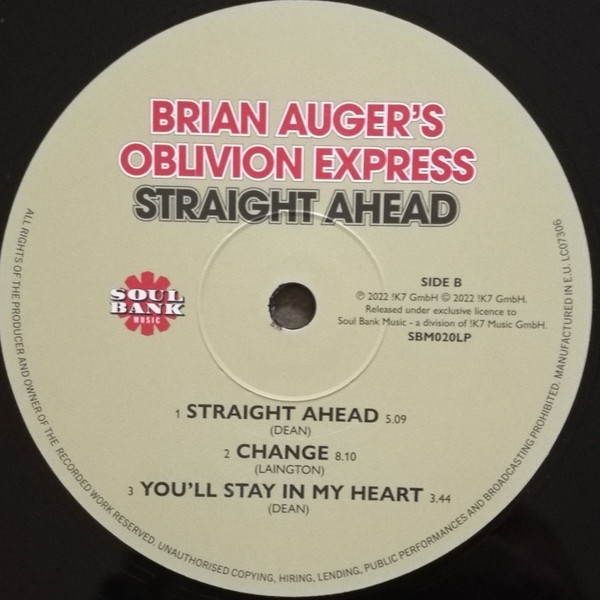 BRIAN AUGER'S
OBLIVION EXPRESS
STRAIGHT AHEAD
SOUL
BANK
MUSIC
SIDE B
℗ 2022 !K7 GmbH © 2022 !K7 GmbH.
Released under exclusive licence to
Soul Bank Music - a division of !K7 Music GmbH.
SBM020LP
1 STRAIGHT AHEAD 5.09
(DEAN)
2 CHANGE 8.10
(LAINGTON)
3 YOU'LL STAY IN MY HEART 3.44
(DEAN)
ALL RIGHTS OF THE PRODUCER AND OWNER OF THE RECORDED WORK RESERVED. UNAUTHORISED COPYING, HIRING, LENDING, PUBLIC PERFORMANCES AND BROADCASTING PROHIBITED. MANUFACTURED IN E.U. LC07306